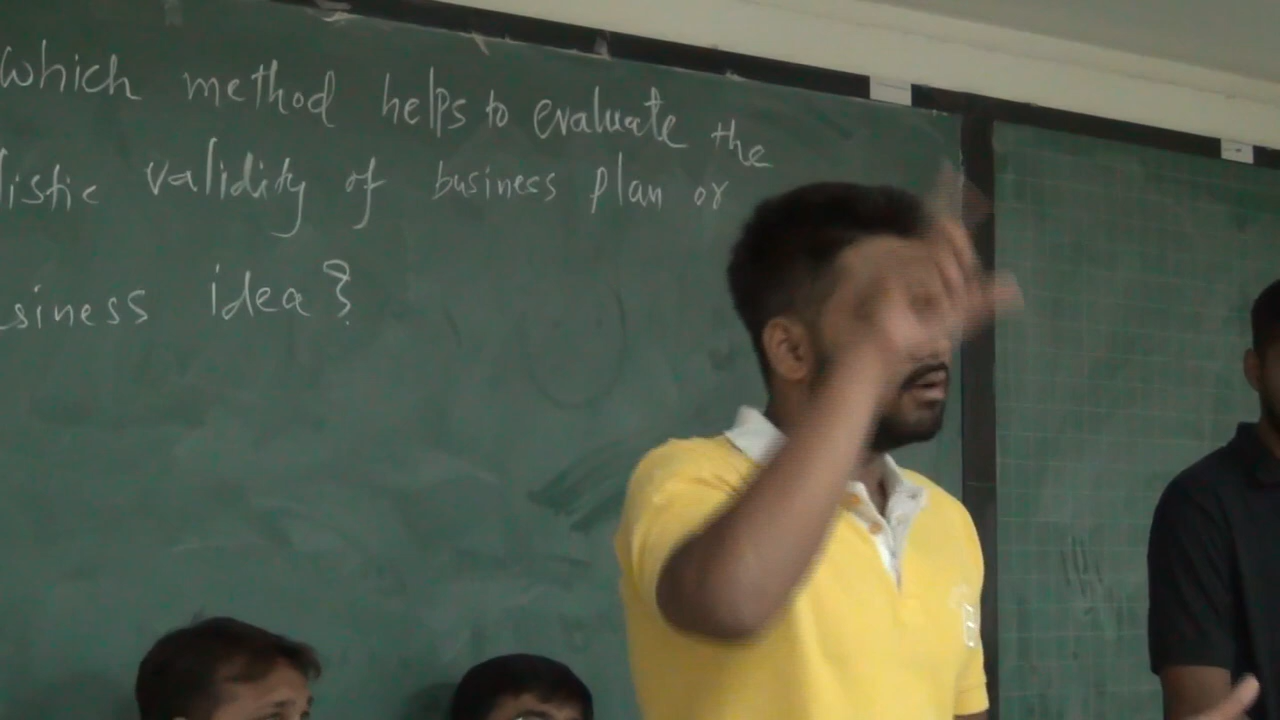 which method helps to evaluate the
listic validity of business plan or
siness idea?